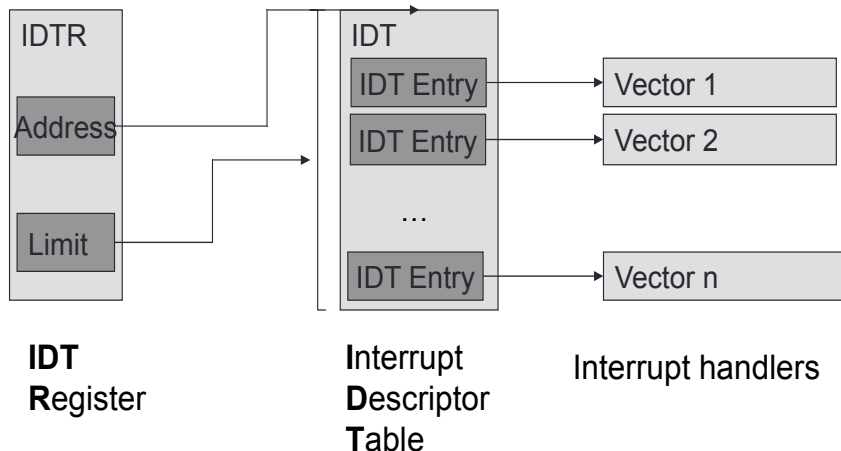 IDTR
Address
Limit
IDT
IDT Entry
IDT Entry
...
IDT Entry
Vector 1
Vector 2
Vector n
IDT
Register
Interrupt
Descriptor
Table
Interrupt handlers